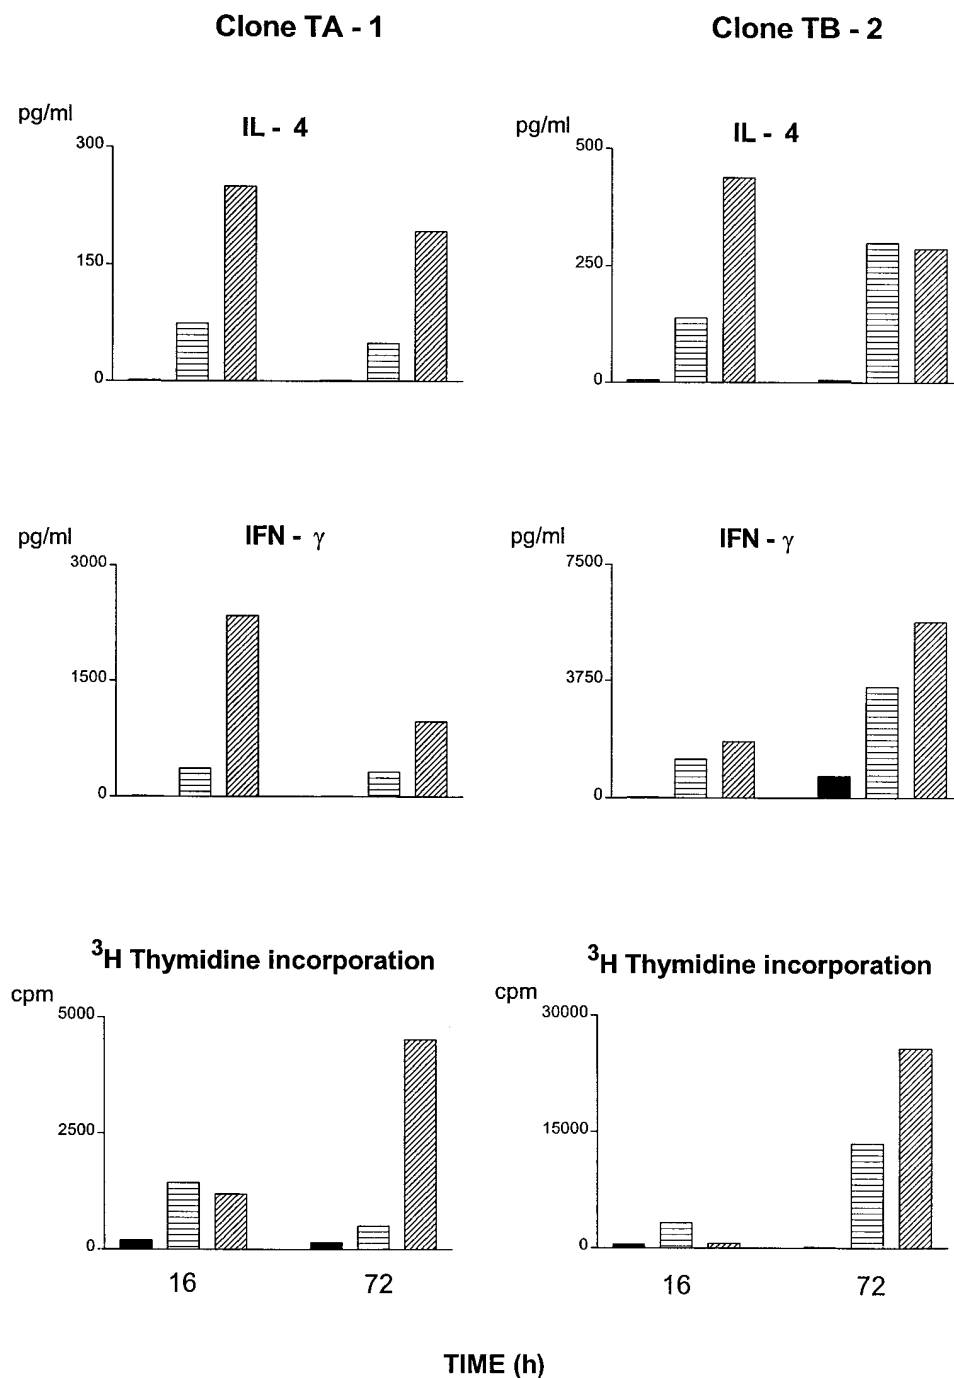 Clone TA - 1
Clone TB - 2
pg/ml
IL - 4
300
150
0
pg/ml
IL - 4
500
250
0
pg/ml
IFN - γ
3000
1500
0
pg/ml
IFN - γ
7500
3750
0
³H Thymidine incorporation
cpm
5000
2500
0
16
72
³H Thymidine incorporation
cpm
30000
15000
0
16
72
TIME (h)